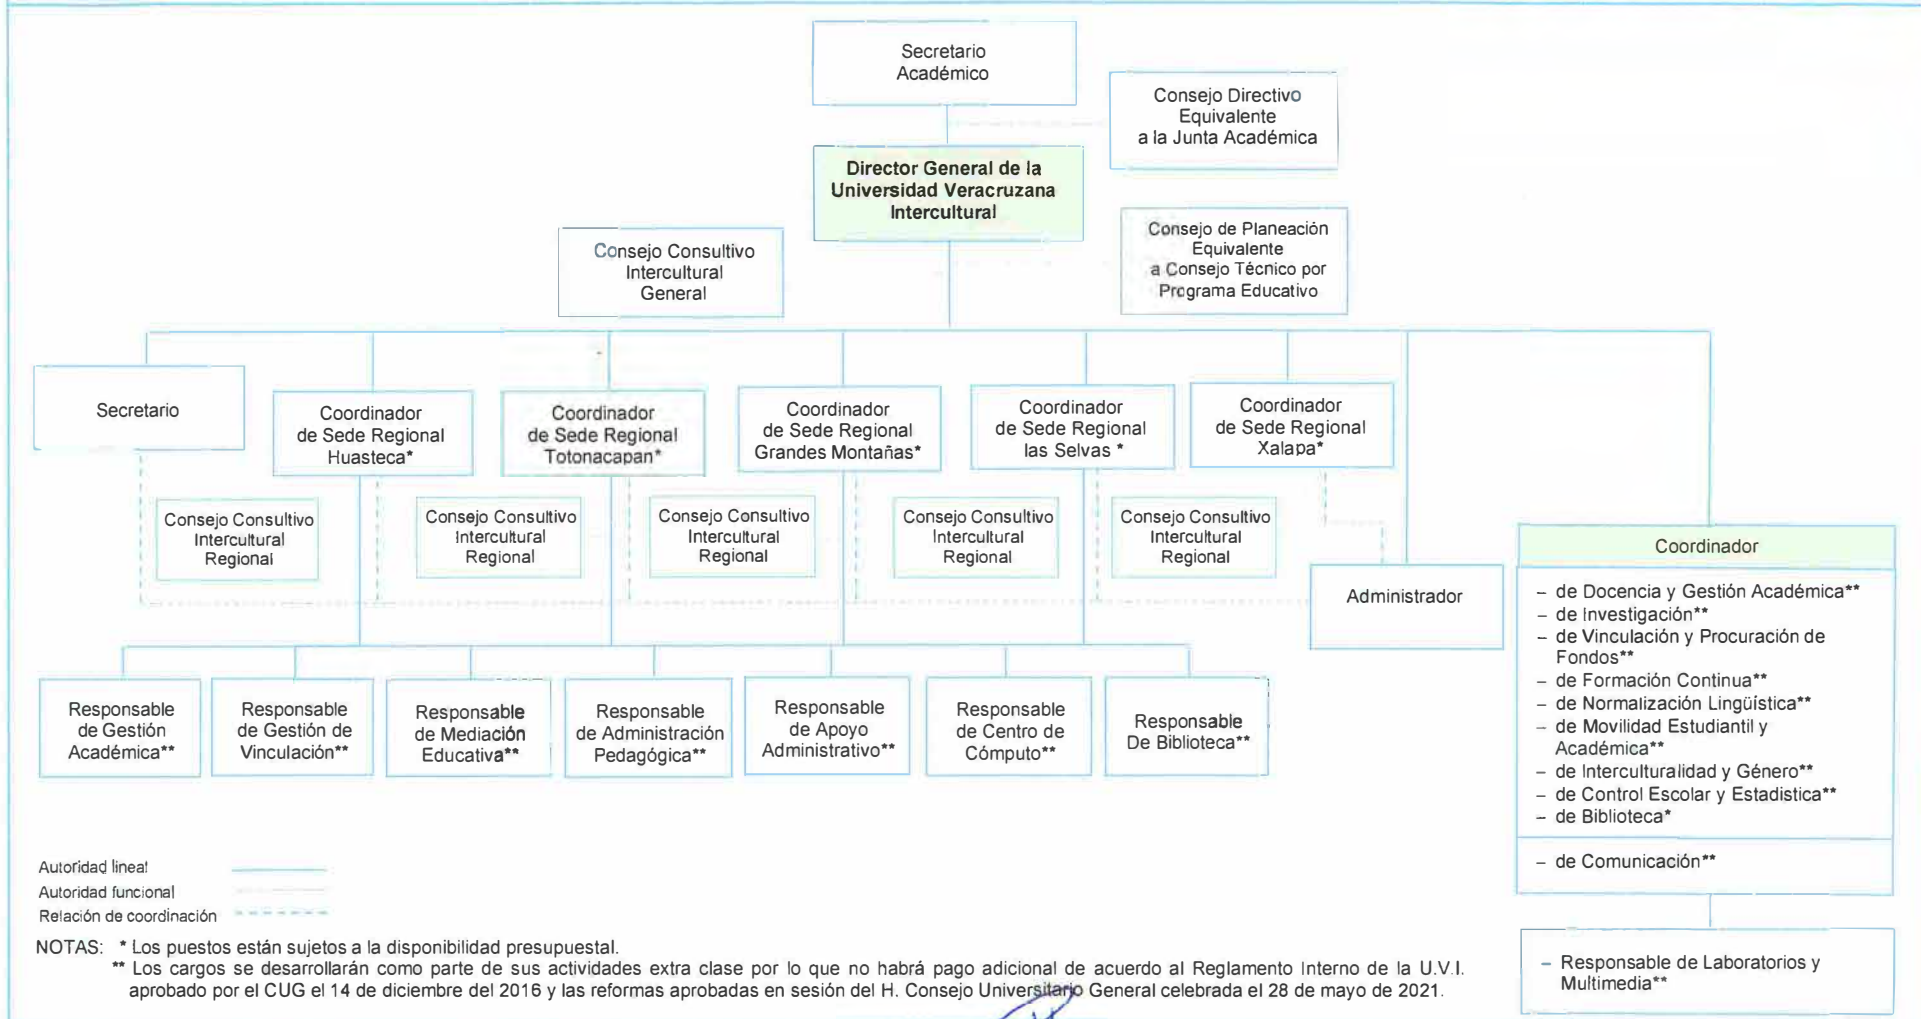 Secretario
Académico
Consejo Directivo
Equivalente
a la Junta Académica
Director General de la
Universidad Veracruzana
Intercultural
Consejo Consultivo
Intercultural
General
Consejo de Planeación
Equivalente
a Consejo Técnico por
Programa Educativo
Secretario
Coordinador
de Sede Regional
Huasteca*
Coordinador
de Sede Regional
Totonacapan*
Coordinador
de Sede Regional
Grandes Montañas*
Coordinador
de Sede Regional
las Selvas *
Coordinador
de Sede Regional
Xalapa*
Consejo Consultivo
Intercultural
Regional
Consejo Consultivo
Intercultural
Regional
Consejo Consultivo
Intercultural
Regional
Consejo Consultivo
Intercultural
Regional
Consejo Consultivo
Intercultural
Regional
Administrador
Coordinador
– de Docencia y Gestión Académica**
– de Investigación**
– de Vinculación y Procuración de
Fondos**
– de Formación Continua**
– de Normalización Lingüística**
– de Movilidad Estudiantil y
Académica**
– de Interculturalidad y Género**
– de Control Escolar y Estadistica**
– de Biblioteca*
– de Comunicación**
– Responsable de Laboratorios y
Multimedia**
Responsable
de Gestión
Académica**
Responsable
de Gestión de
Vinculación**
Responsable
de Mediación
Educativa**
Responsable
de Administración
Pedagógica**
Responsable
de Apoyo
Administrativo**
Responsable
de Centro de
Cómputo**
Responsable
De Biblioteca**
Autoridad lineal
Autoridad funcional
Relación de coordinación
NOTAS: * Los puestos están sujetos a la disponibilidad presupuestal.
** Los cargos se desarrollarán como parte de sus actividades extra clase por lo que no habrá pago adicional de acuerdo al Reglamento Interno de la U.V.I.
aprobado por el CUG el 14 de diciembre del 2016 y las reformas aprobadas en sesión del H. Consejo Universitario General celebrada el 28 de mayo de 2021.